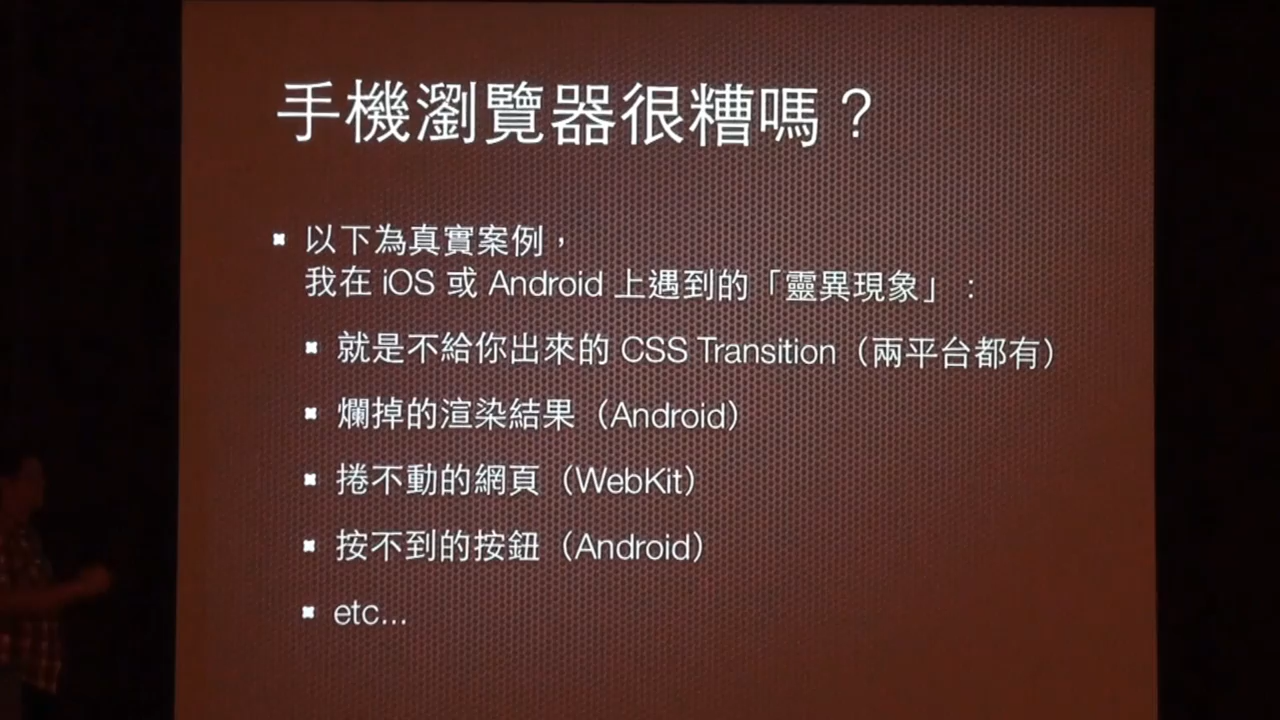 手機瀏覽器很糟嗎？
以下為真實案例，
我在 iOS 或 Android 上遇到的「靈異現象」：
就是不給你出來的 CSS Transition（兩平台都有）
爛掉的渲染結果（Android）
捲不動的網頁（WebKit）
按不到的按鈕（Android）
etc...